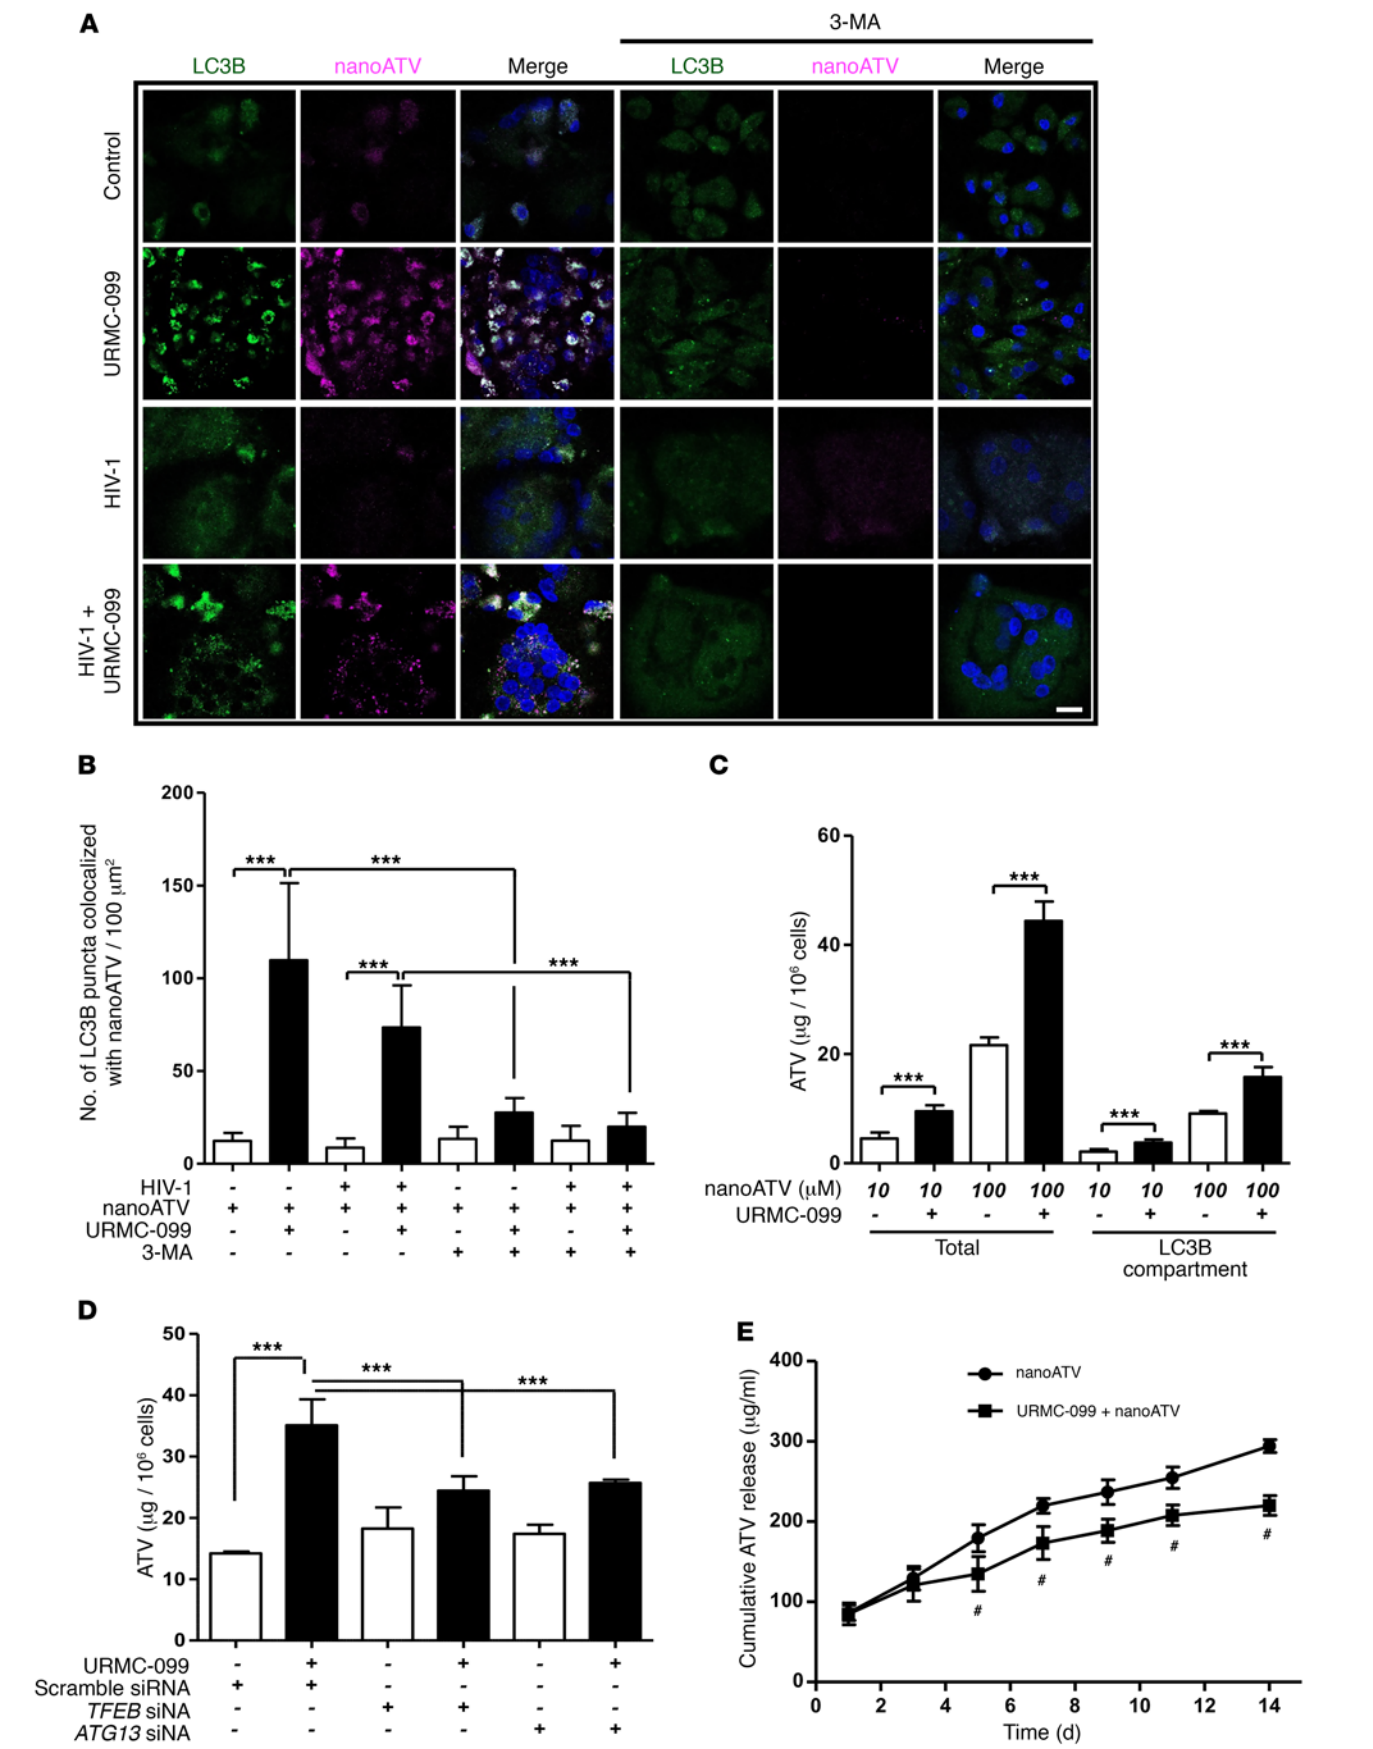 A
3-MA
LC3B nanoATV Merge LC3B nanoATV Merge
Control
URMC-099
HIV-1
HIV-1 +
URMC-099
B
No. of LC3B puncta colocalized
with nanoATV / 100 μm²
200
150
100
50
0
*** *** *** ***
HIV-1 - - + + - - + +
nanoATV + + + + + + + +
URMC-099 - + - + - + - +
3-MA - - - - + + + +
C
ATV (μg / 10⁶ cells)
60
40
20
0
*** *** *** ***
nanoATV (μM) 10 10 100 100 10 10 100 100
URMC-099 - + - + - + - +
Total
LC3B
compartment
D
ATV (μg / 10⁶ cells)
50
40
30
20
10
0
*** *** ***
URMC-099 - + - + - +
Scramble siRNA + + - - - -
TFEB siNA - - + + - -
ATG13 siNA - - - - + +
E
Cumulative ATV release (μg/ml)
400
300
200
100
0
nanoATV
URMC-099 + nanoATV
# # # # #
0 2 4 6 8 10 12 14
Time (d)